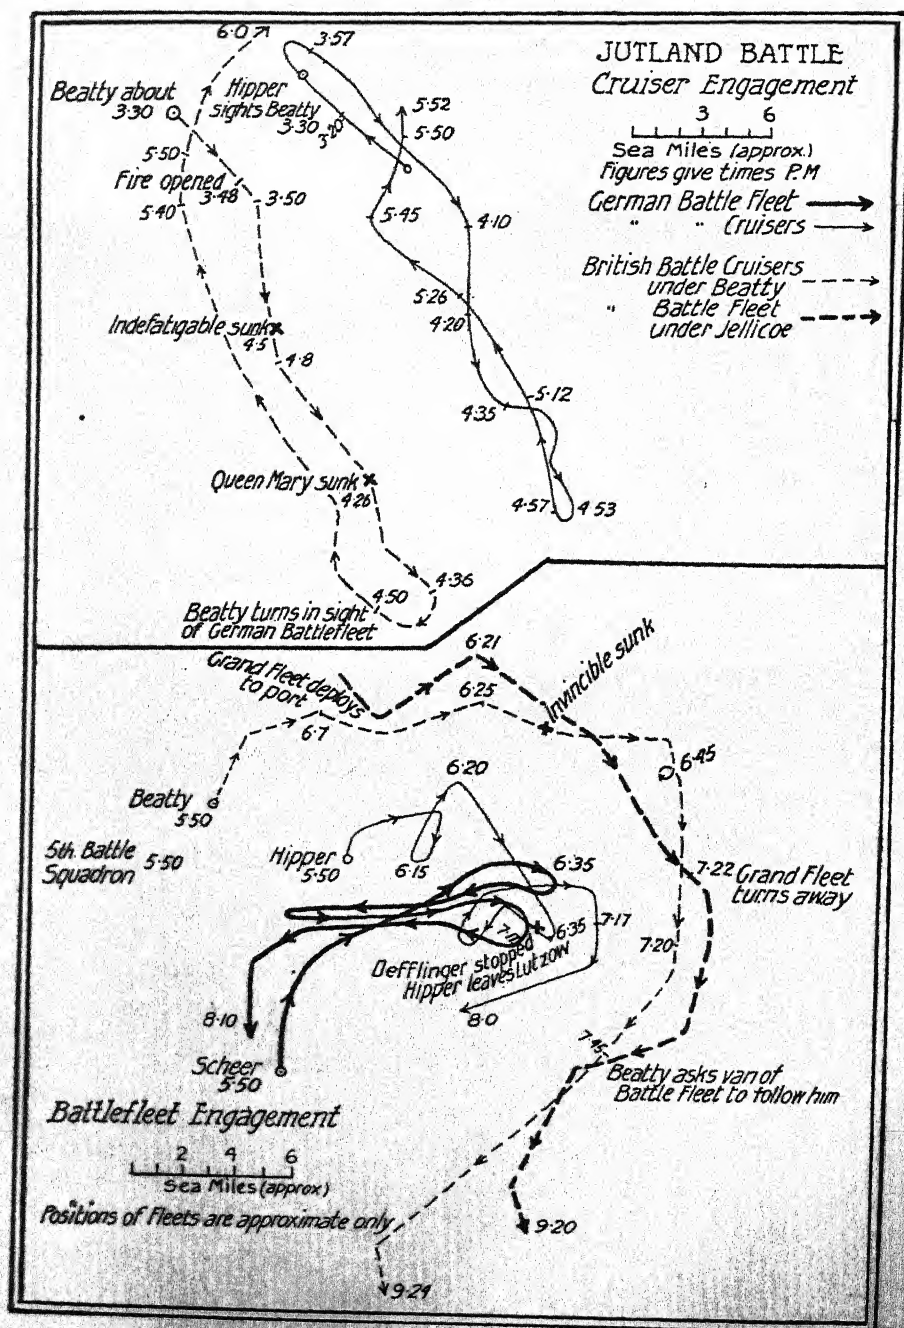 JUTLAND BATTLE
Cruiser Engagement
3 6
Sea Miles (approx.)
Figures give times P.M
German Battle Fleet
" " Cruisers
British Battle Cruisers
under Beatty
" Battle Fleet
under Jellicoe
6.0
3.57
Beatty about
3.30
Hipper
sights Beatty
3.30
3.20
5.52
5.50
5.50
Fire opened
3.48
3.50
5.40
5.45
4.10
5.26
4.20
Indefatigable sunk
4.5
4.8
5.12
4.35
Queen Mary sunk
4.26
4.57
4.53
4.36
4.50
Beatty turns in sight
of German Battlefleet
Grand Fleet deploys
to port
6.21
Invincible sunk
6.25
6.7
6.45
Beatty
5.50
6.20
5th. Battle
Squadron
5.50
Hipper
5.50
6.15
6.35
7.22
Grand Fleet
turns away
6.35
7.17
7.20
Defflinger stopped
Hipper leaves Lutzow
8.0
8.10
Scheer
5.50
7.45
Beatty asks van of
Battle Fleet to follow him
Battlefleet Engagement
2 4 6
Sea Miles (approx)
Positions of Fleets are approximate only
9.20
9.24